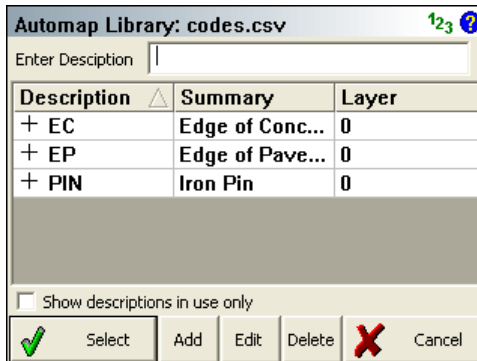 Automap Library: codes.csv 123 ?
Enter Desciption
Description Summary Layer
+ EC Edge of Conc... 0
+ EP Edge of Pave... 0
+ PIN Iron Pin 0
Show descriptions in use only
Select Add Edit Delete Cancel